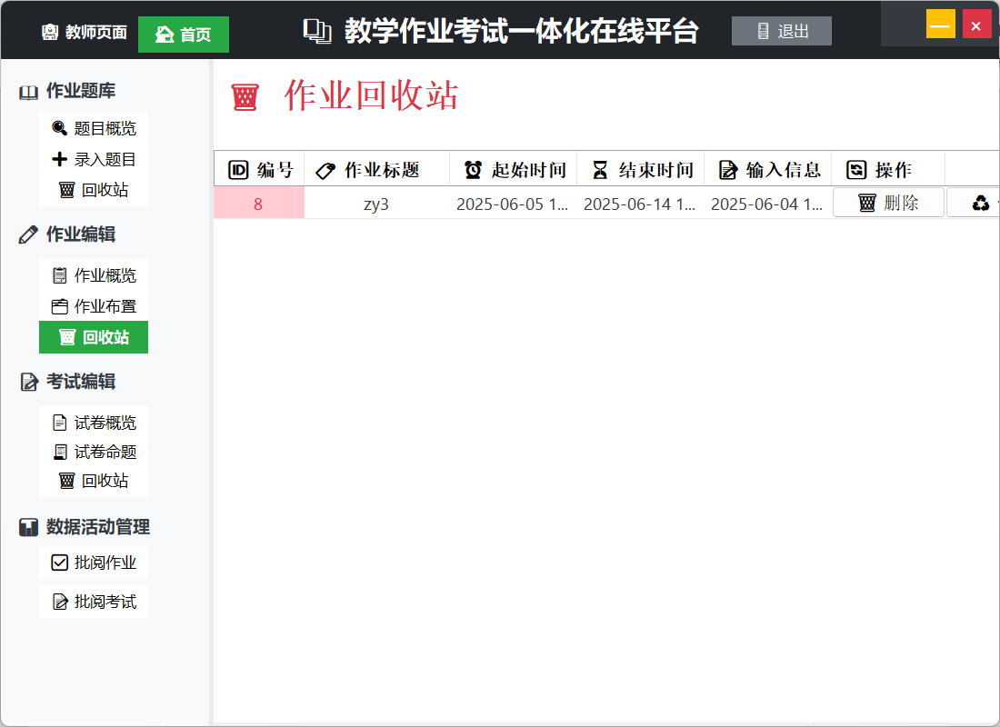 教师页面 首页 教学作业考试一体化在线平台 退出
作业题库
题目概览
录入题目
回收站
作业编辑
作业概览
作业布置
回收站
考试编辑
试卷概览
试卷命题
回收站
数据活动管理
批阅作业
批阅考试
作业回收站
ID 编号 作业标题 起始时间 结束时间 输入信息 操作
8 zy3 2025-06-05 1... 2025-06-14 1... 2025-06-04 1... 删除